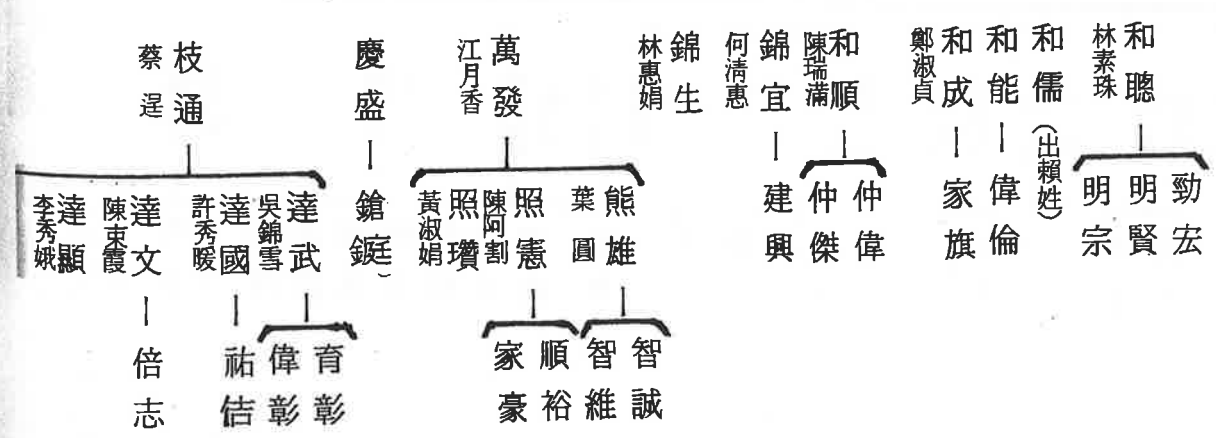 和聰
林素珠
和儒(出賴姓)
和能
和成
鄭淑貞
和順
陳瑞滿
錦宜
何清惠
錦生
林惠娟
萬發
江月香
慶盛
枝通
蔡逞
勁宏
明賢
明宗
偉倫
家旗
仲偉
仲傑
建興
熊雄
葉圓
照憲
陳阿割
照瓚
黃淑娟
達武
吳錦雪
達國
許秀暖
達文
陳束霞
達顯
李秀娥
智誠
智維
順裕
家豪
育彰
偉彰
祐佶
倍志